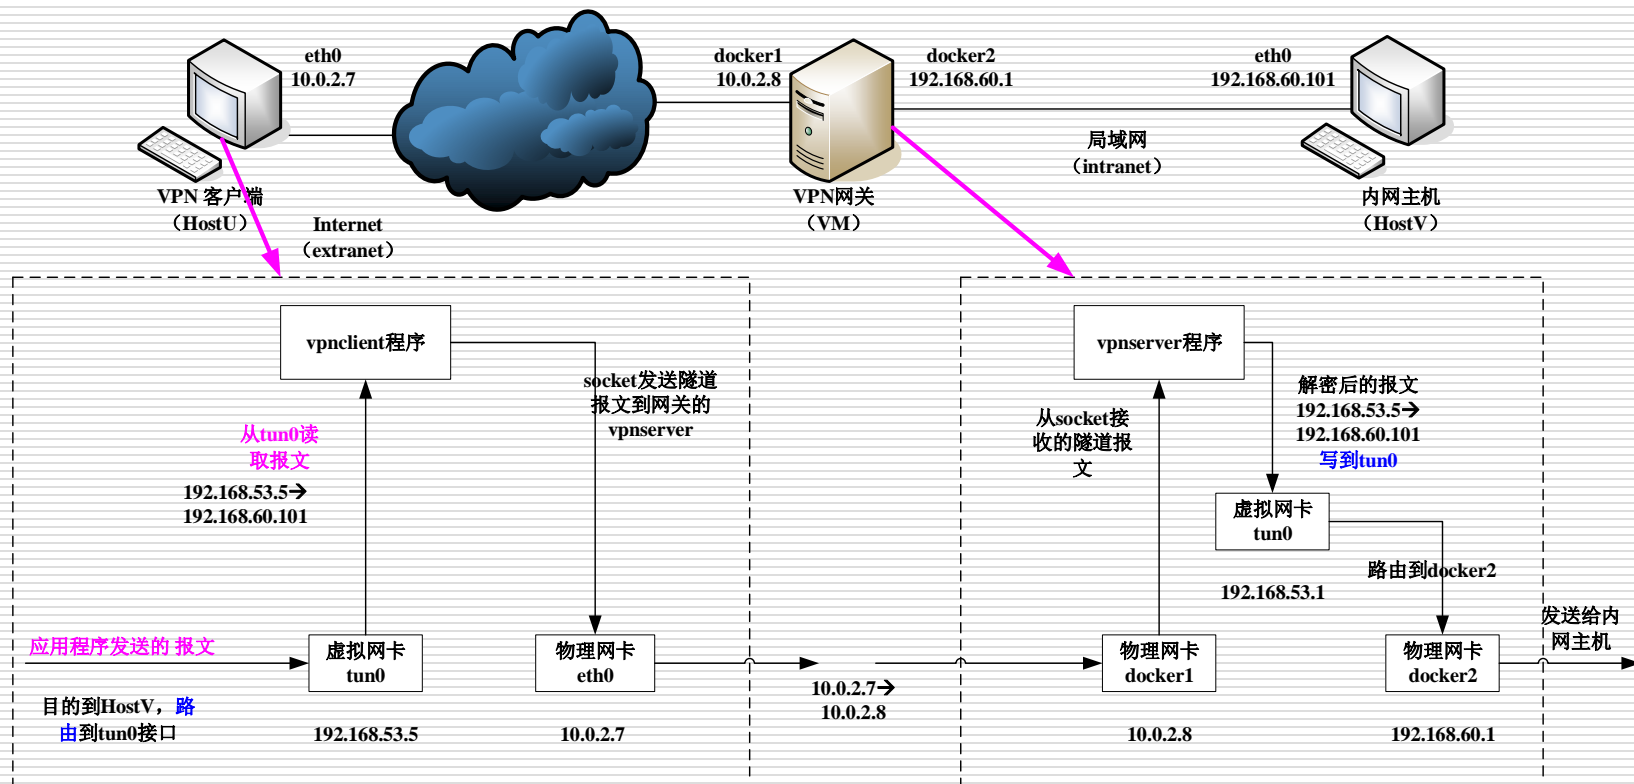 eth0
10.0.2.7
docker1
10.0.2.8
docker2
192.168.60.1
eth0
192.168.60.101
局域网
（intranet）
VPN 客户端
（HostU）
Internet
（extranet）
VPN网关
（VM）
内网主机
（HostV）
vpnclient程序
socket发送隧道
报文到网关的
vpnserver
从tun0读
取报文
192.168.53.5→
192.168.60.101
应用程序发送的 报文
目的到HostV，路
由到tun0接口
虚拟网卡
tun0
192.168.53.5
物理网卡
eth0
10.0.2.7
10.0.2.7→
10.0.2.8
vpnserver程序
从socket接
收的隧道报
文
解密后的报文
192.168.53.5→
192.168.60.101
写到tun0
虚拟网卡
tun0
192.168.53.1
路由到docker2
物理网卡
docker1
10.0.2.8
物理网卡
docker2
192.168.60.1
发送给内
网主机